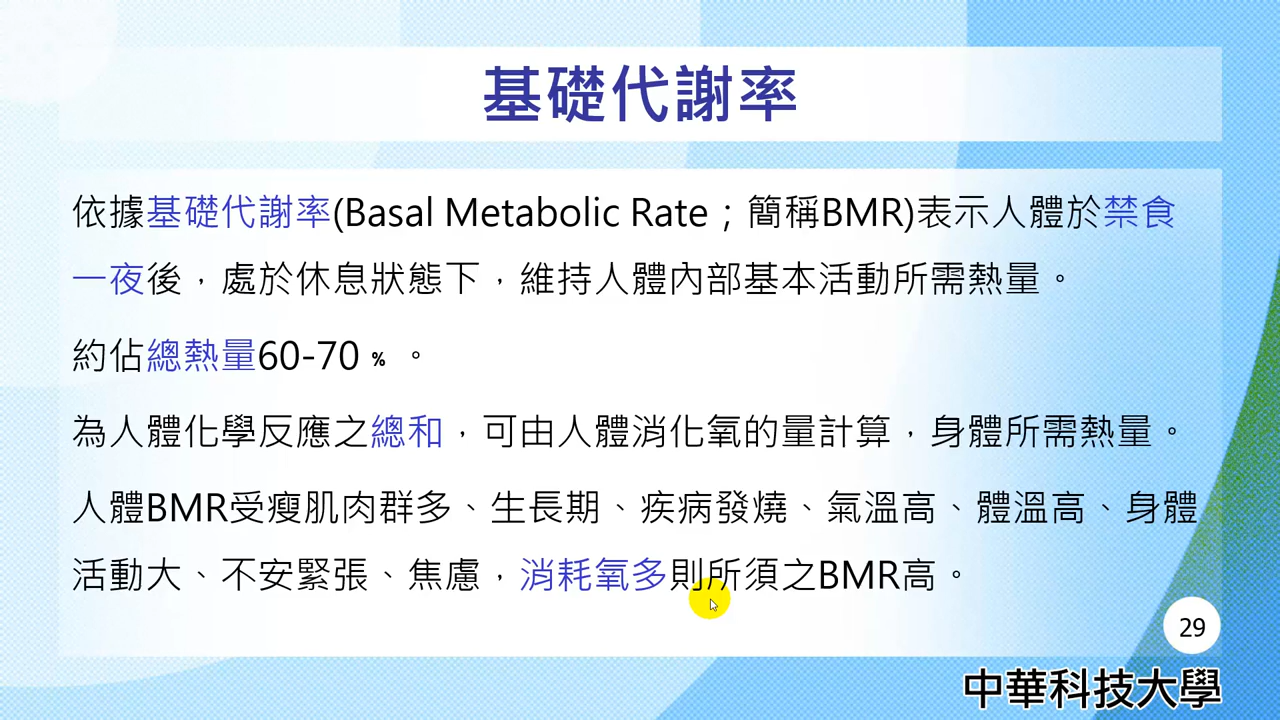 基礎代謝率
依據基礎代謝率(Basal Metabolic Rate；簡稱BMR)表示人體於禁食
一夜後，處於休息狀態下，維持人體內部基本活動所需熱量。
約佔總熱量60-70﹪。
為人體化學反應之總和，可由人體消化氧的量計算，身體所需熱量。
人體BMR受瘦肌肉群多、生長期、疾病發燒、氣溫高、體溫高、身體
活動大、不安緊張、焦慮，消耗氧多則所須之BMR高。
29
中華科技大學